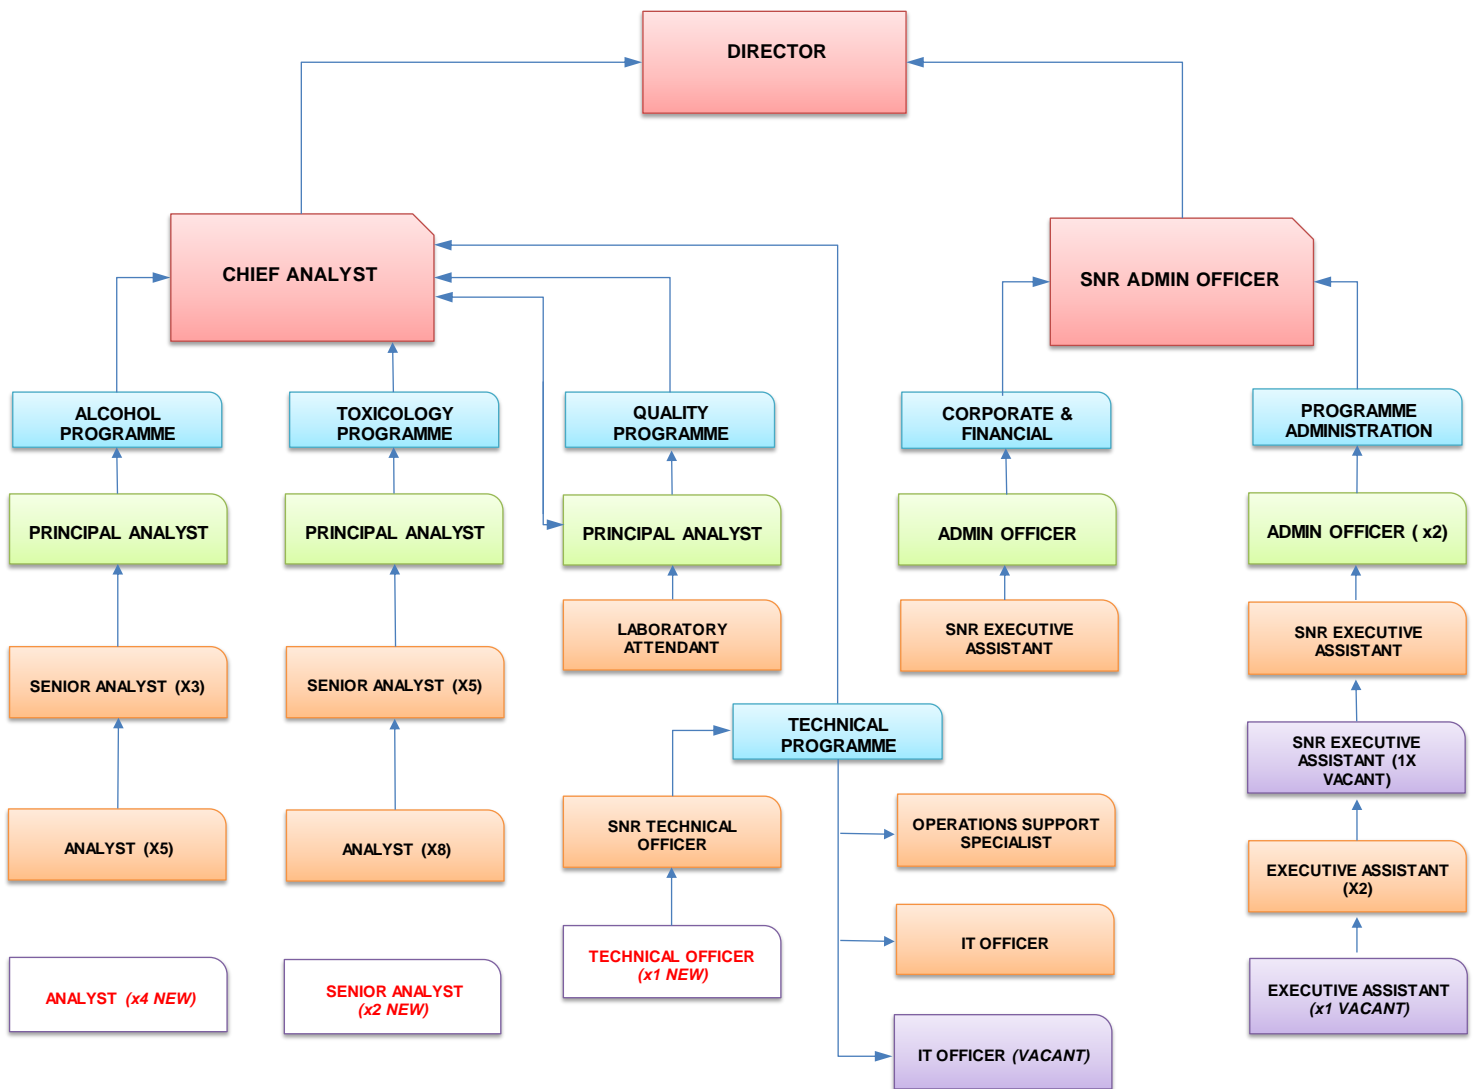 DIRECTOR
CHIEF ANALYST
SNR ADMIN OFFICER
ALCOHOL
PROGRAMME
TOXICOLOGY
PROGRAMME
QUALITY
PROGRAMME
CORPORATE &
FINANCIAL
PROGRAMME
ADMINISTRATION
PRINCIPAL ANALYST
PRINCIPAL ANALYST
PRINCIPAL ANALYST
ADMIN OFFICER
ADMIN OFFICER ( x2)
LABORATORY
ATTENDANT
SNR EXECUTIVE
ASSISTANT
SNR EXECUTIVE
ASSISTANT
SENIOR ANALYST (X3)
SENIOR ANALYST (X5)
TECHNICAL
PROGRAMME
SNR EXECUTIVE
ASSISTANT (1X
VACANT)
ANALYST (X5)
ANALYST (X8)
SNR TECHNICAL
OFFICER
OPERATIONS SUPPORT
SPECIALIST
EXECUTIVE ASSISTANT
(X2)
IT OFFICER
ANALYST (x4 NEW)
SENIOR ANALYST
(x2 NEW)
TECHNICAL OFFICER
(x1 NEW)
EXECUTIVE ASSISTANT
(x1 VACANT)
IT OFFICER (VACANT)